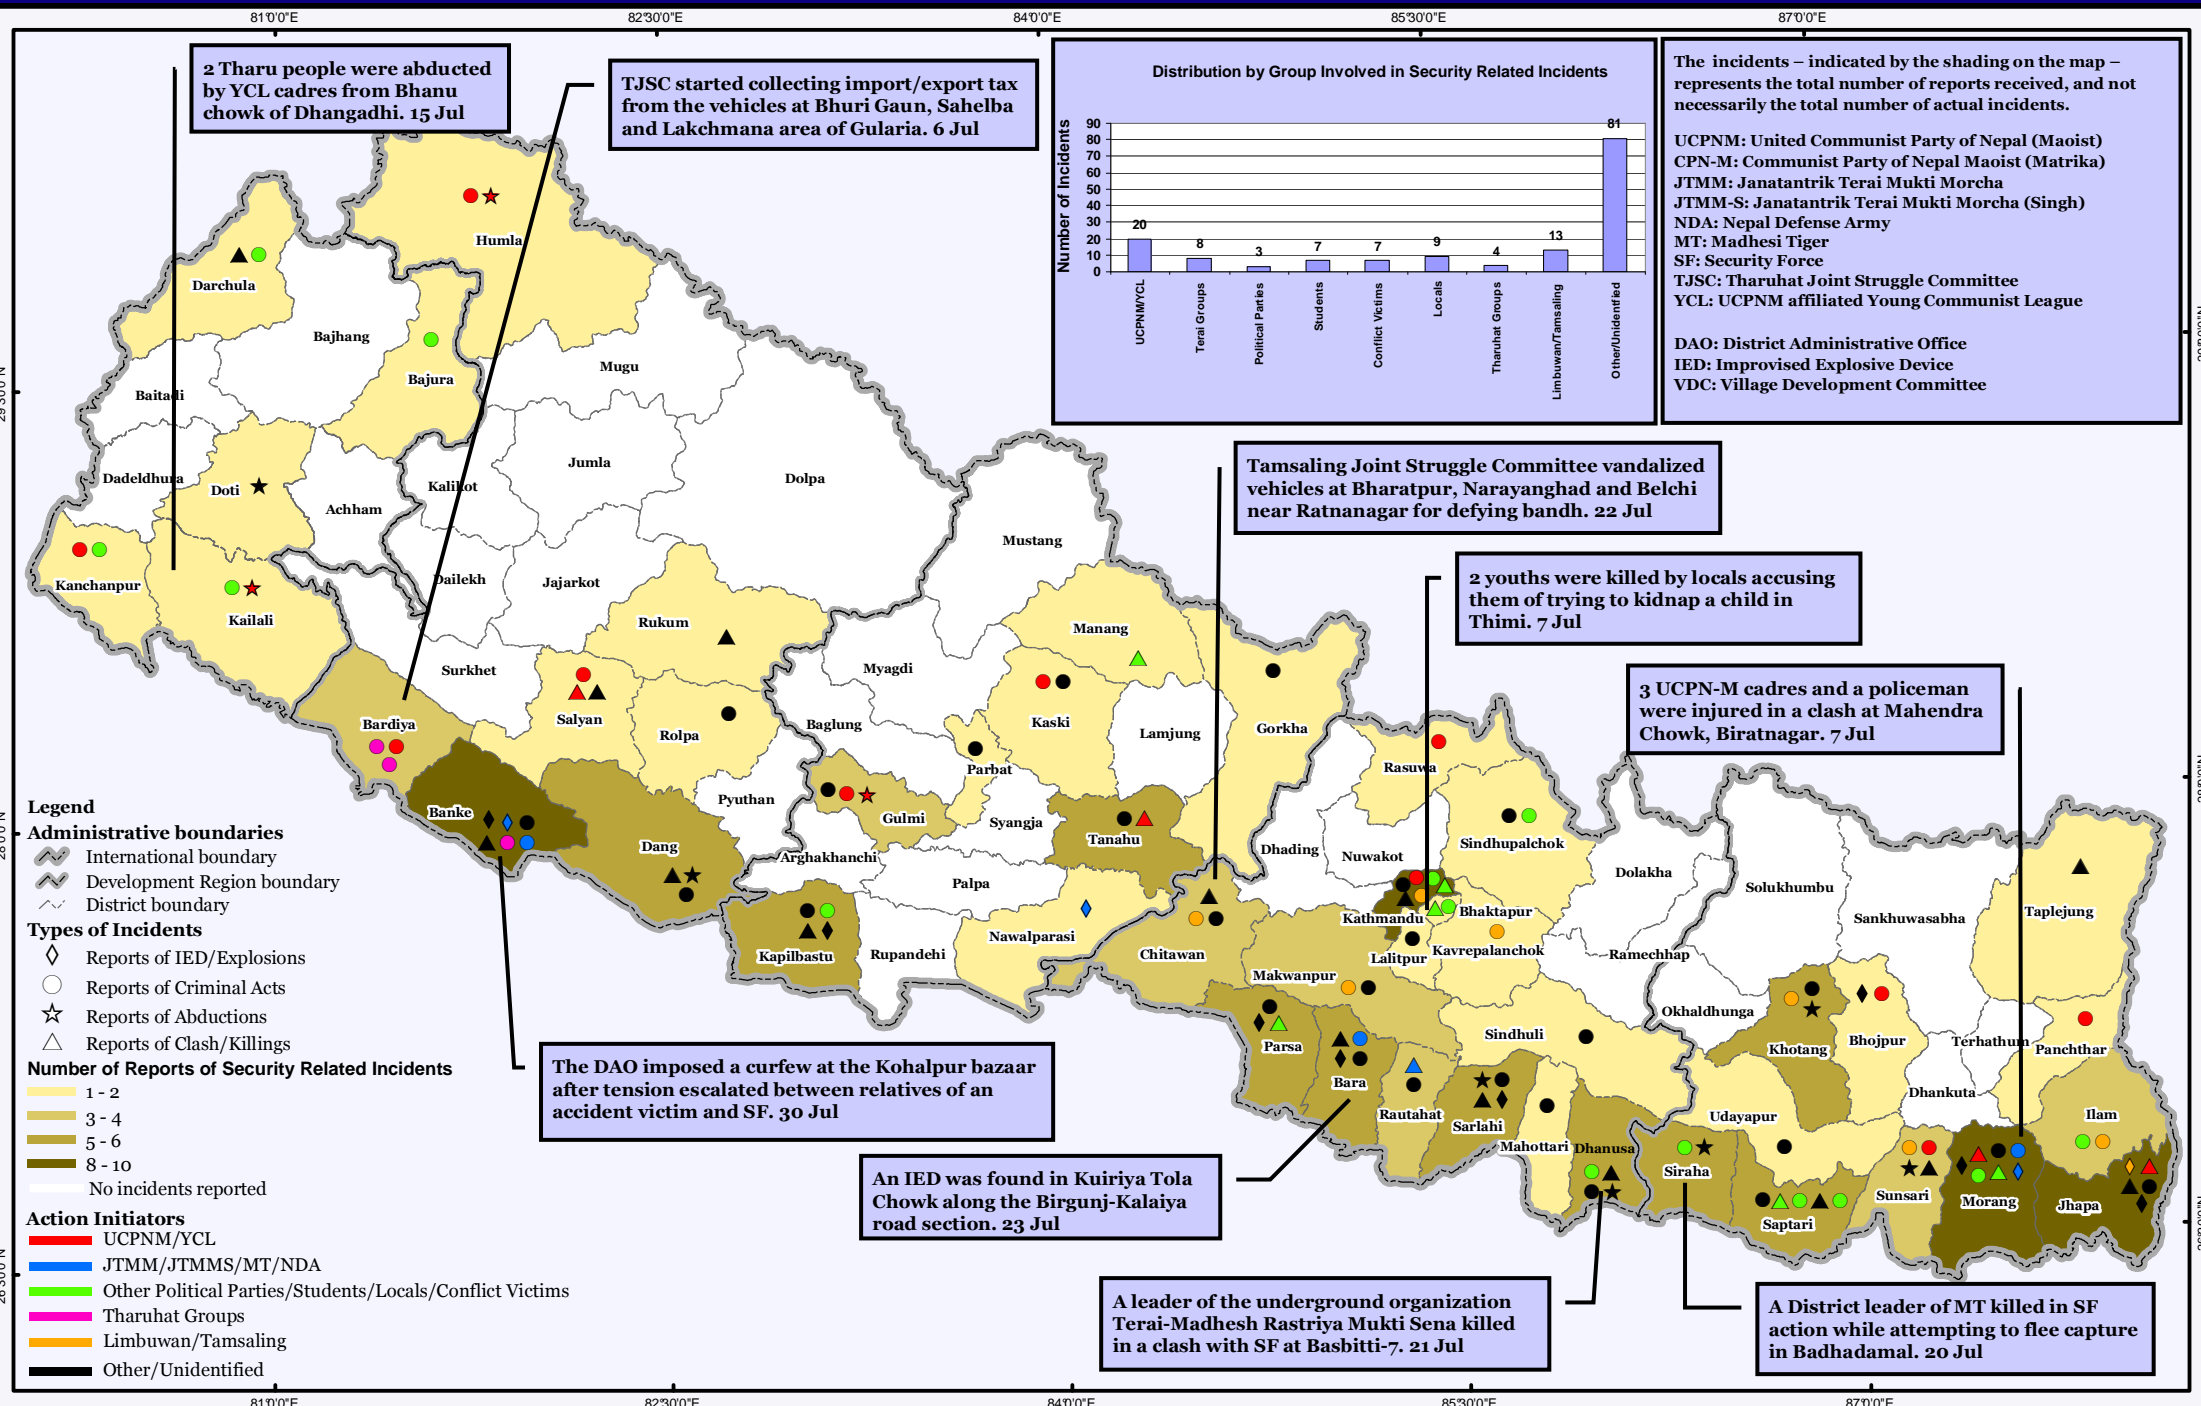 81°0'0"E
82°30'0"E
84°0'0"E
85°30'0"E
87°0'0"E
2 Tharu people were abducted
by YCL cadres from Bhanu
chowk of Dhangadhi. 15 Jul
TJSC started collecting import/export tax
from the vehicles at Bhuri Gaun, Sahelba
and Lakchmana area of Gularia. 6 Jul
Distribution by Group Involved in Security Related Incidents
Number of Incidents
90
80
70
60
50
40
30
20
10
0
20
8
3
7
7
9
4
13
81
UCPNM/YCL
Terai Groups
Political Parties
Students
Conflict Victims
Locals
Tharuhat Groups
Limbuwan/Tamsaling
Other/Unidentified
The incidents – indicated by the shading on the map –
represents the total number of reports received, and not
necessarily the total number of actual incidents.
UCPNM: United Communist Party of Nepal (Maoist)
CPN-M: Communist Party of Nepal Maoist (Matrika)
JTMM: Janatantrik Terai Mukti Morcha
JTMM-S: Janatantrik Terai Mukti Morcha (Singh)
NDA: Nepal Defense Army
MT: Madhesi Tiger
SF: Security Force
TJSC: Tharuhat Joint Struggle Committee
YCL: UCPNM affiliated Young Communist League
DAO: District Administrative Office
IED: Improvised Explosive Device
VDC: Village Development Committee
Tamsaling Joint Struggle Committee vandalized
vehicles at Bharatpur, Narayanghad and Belchi
near Ratnanagar for defying bandh. 22 Jul
2 youths were killed by locals accusing
them of trying to kidnap a child in
Thimi. 7 Jul
3 UCPN-M cadres and a policeman
were injured in a clash at Mahendra
Chowk, Biratnagar. 7 Jul
Humla
Darchula
Bajhang
Bajura
Mugu
Baitadi
Dadeldhura
Doti
Achham
Kalikot
Jumla
Dolpa
Kanchanpur
Kailali
Dailekh
Jajarkot
Mustang
Rukum
Manang
Surkhet
Myagdi
Salyan
Bardiya
Rolpa
Baglung
Kaski
Lamjung
Gorkha
Parbat
Rasuwa
Banke
Pyuthan
Gulmi
Syangja
Tanahu
Dang
Arghakhanchi
Dhading
Nuwakot
Sindhupalchok
Palpa
Dolakha
Solukhumbu
Sankhuwasabha
Taplejung
Kathmandu
Bhaktapur
Nawalparasi
Kapilbastu
Rupandehi
Chitawan
Lalitpur
Kavrepalanchok
Ramechhap
Makwanpur
Okhaldhunga
Sindhuli
Parsa
Khotang
Bhojpur
Terhathum
Panchthar
Bara
Rautahat
Dhankuta
Sarlahi
Udayapur
Ilam
Mahottari
Dhanusa
Siraha
Sunsari
Morang
Jhapa
Saptari
Legend
Administrative boundaries
International boundary
Development Region boundary
District boundary
Types of Incidents
Reports of IED/Explosions
Reports of Criminal Acts
Reports of Abductions
Reports of Clash/Killings
Number of Reports of Security Related Incidents
1 - 2
3 - 4
5 - 6
8 - 10
No incidents reported
Action Initiators
UCPNM/YCL
JTMM/JTMMS/MT/NDA
Other Political Parties/Students/Locals/Conflict Victims
Tharuhat Groups
Limbuwan/Tamsaling
Other/Unidentified
The DAO imposed a curfew at the Kohalpur bazaar
after tension escalated between relatives of an
accident victim and SF. 30 Jul
An IED was found in Kuiriya Tola
Chowk along the Birgunj-Kalaiya
road section. 23 Jul
A leader of the underground organization
Terai-Madhesh Rastriya Mukti Sena killed
in a clash with SF at Basbitti-7. 21 Jul
A District leader of MT killed in SF
action while attempting to flee capture
in Badhadamal. 20 Jul
81°0'0"E
82°30'0"E
84°0'0"E
85°30'0"E
87°0'0"E